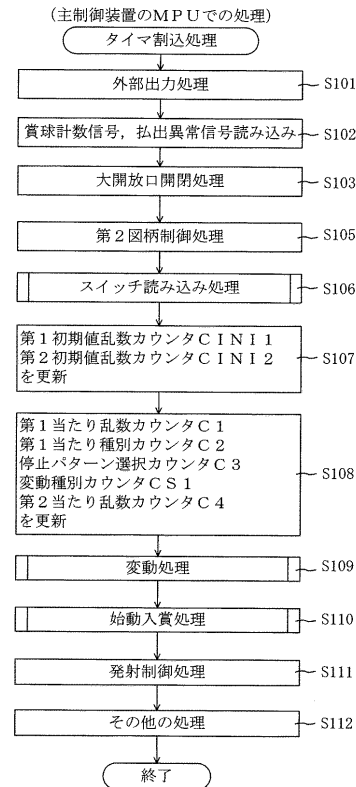 (主制御装置のMPUでの処理)
タイマ割込処理
外部出力処理 S101
賞球計数信号,払出異常信号読み込み S102
大開放口開閉処理 S103
第2図柄制御処理 S105
スイッチ読み込み処理 S106
第1初期値乱数カウンタCINI1
第2初期値乱数カウンタCINI2
を更新
S107
第1当たり乱数カウンタC1
第1当たり種別カウンタC2
停止パターン選択カウンタC3
変動種別カウンタCS1
第2当たり乱数カウンタC4
を更新
S108
変動処理 S109
始動入賞処理 S110
発射制御処理 S111
その他の処理 S112
終了